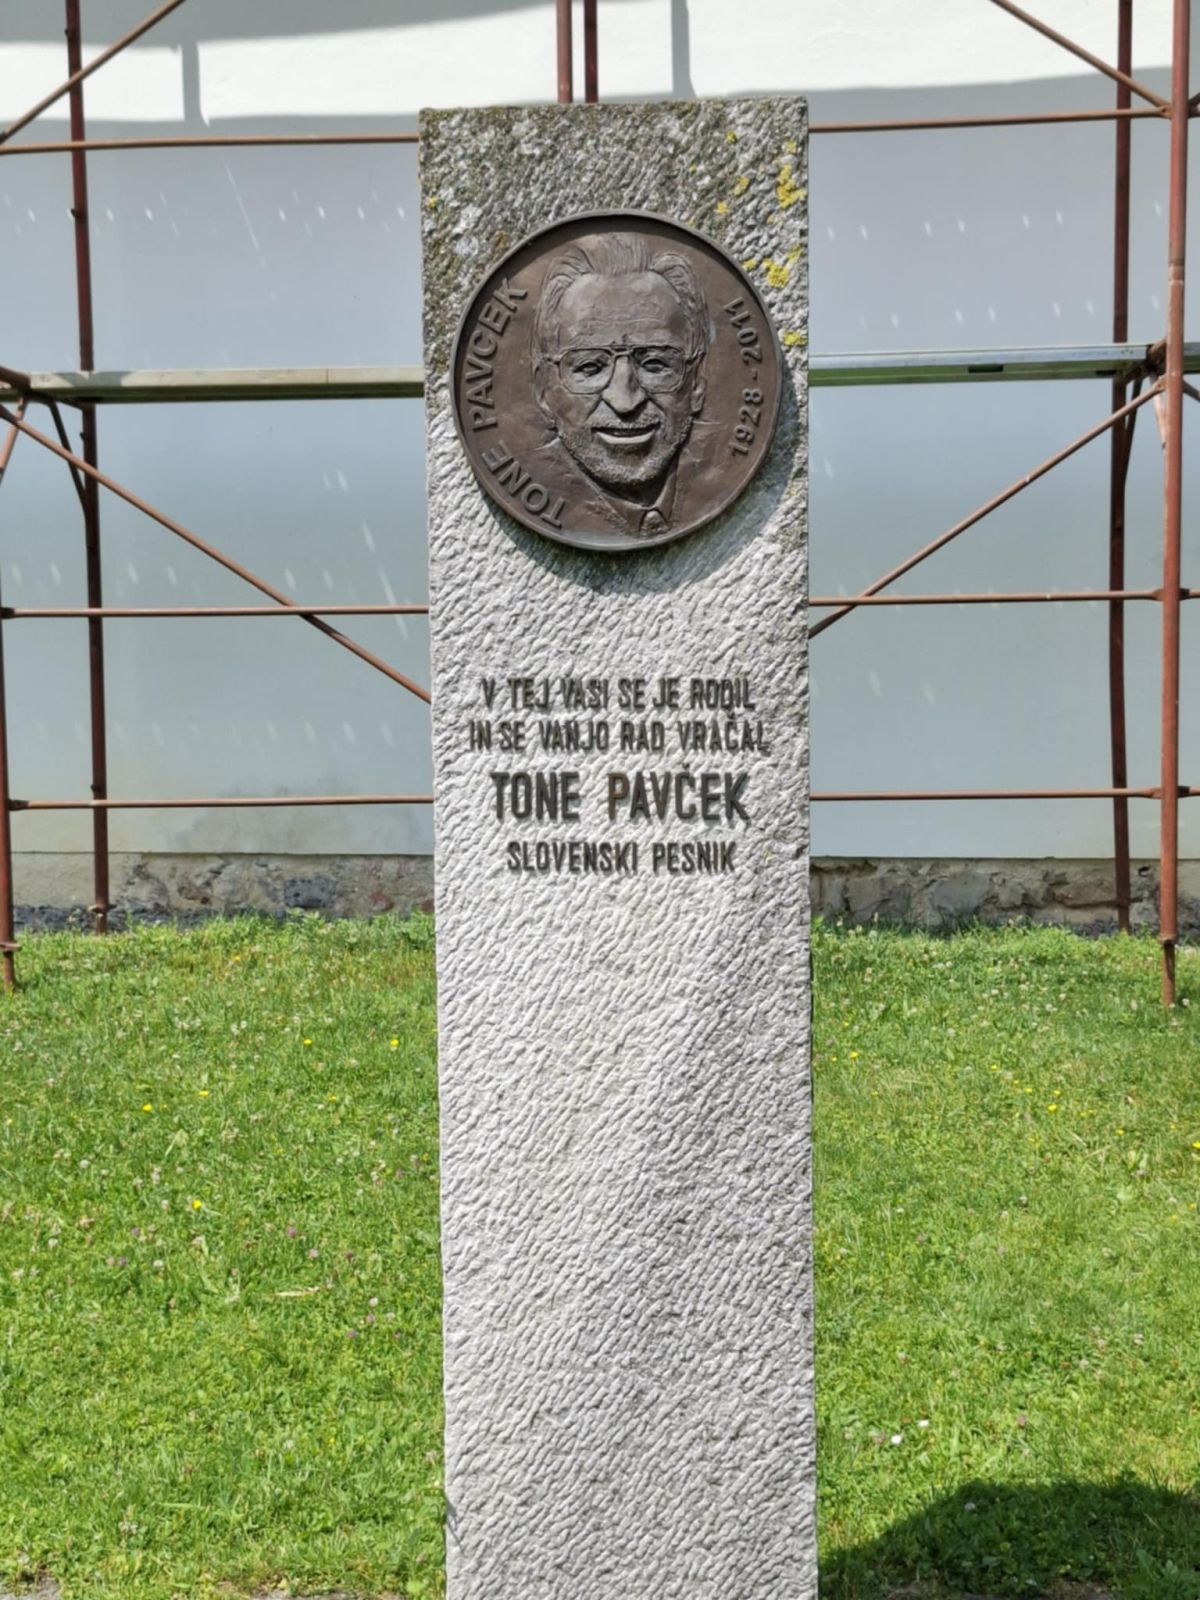 TONE PAVČEK
1928 - 2011
V TEJ VASI SE JE RODIL
IN SE VANJO RAD VRAČAL
TONE PAVČEK
SLOVENSKI PESNIK